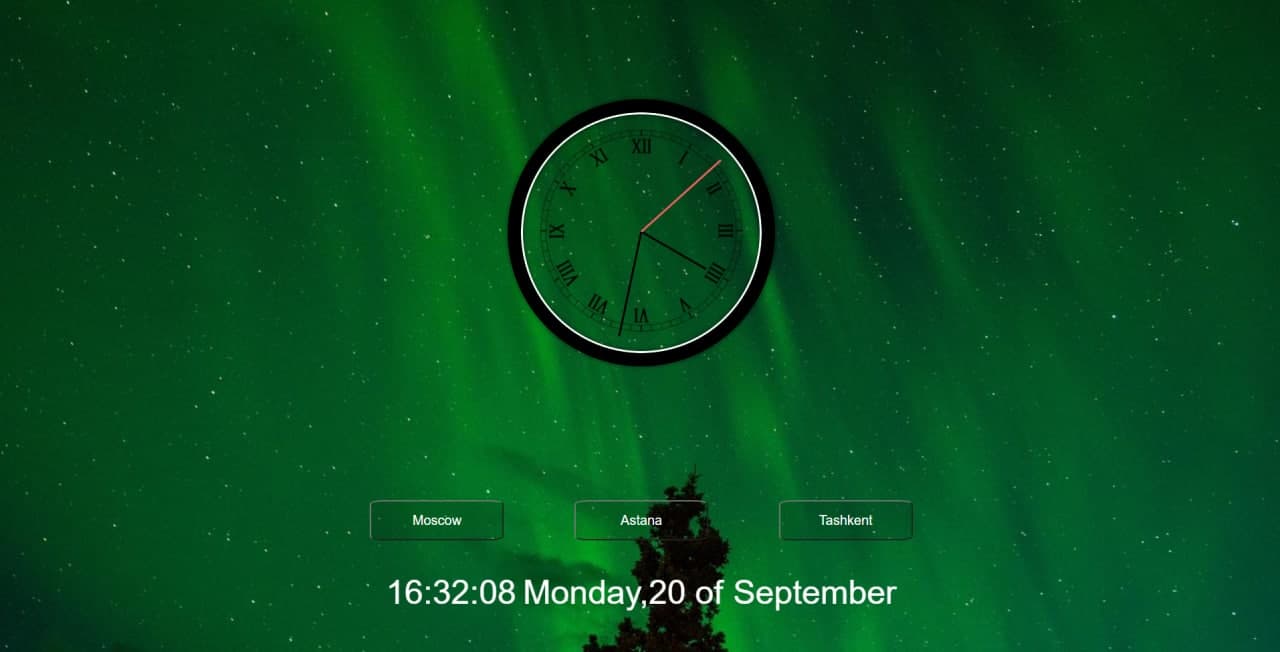 XII
I
II
III
IIII
V
VI
VII
VIII
IX
X
XI
Moscow Astana Tashkent
16:32:08 Monday,20 of September